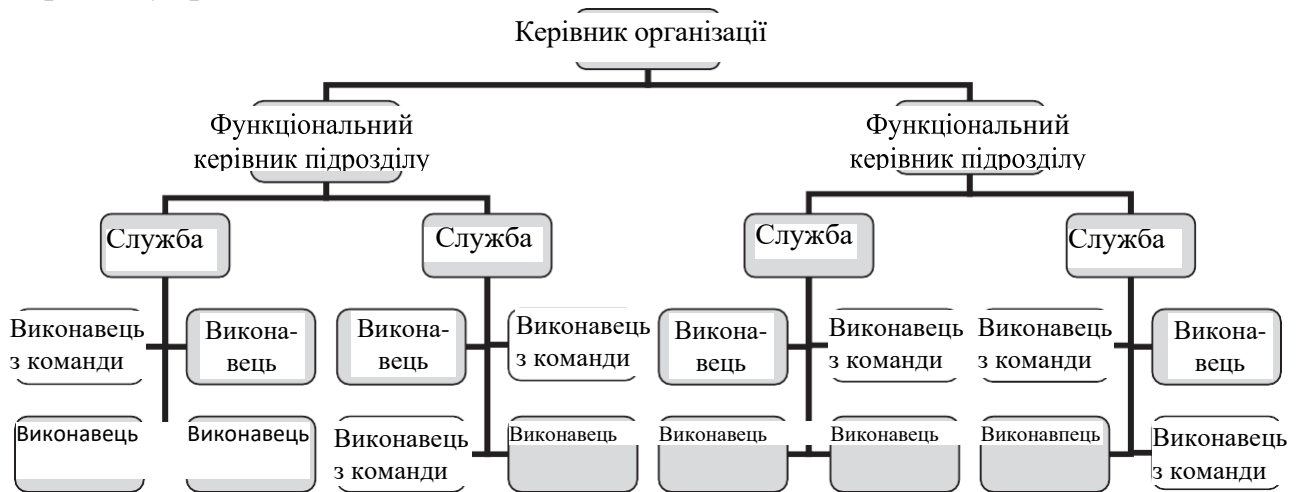 Керівник організації
Функціональний
керівник підрозділу
Функціональний
керівник підрозділу
Служба
Служба
Служба
Служба
Виконавець
з команди
Викона-
вець
Викона-
вець
Виконавець
з команди
Викона-
вець
Виконавець
з команди
Виконавець
з команди
Викона-
вець
Виконавець
Виконавець
Виконавець
з команди
Виконавець
Виконавець
Виконавець
Виконавпець
Виконавець
з команди